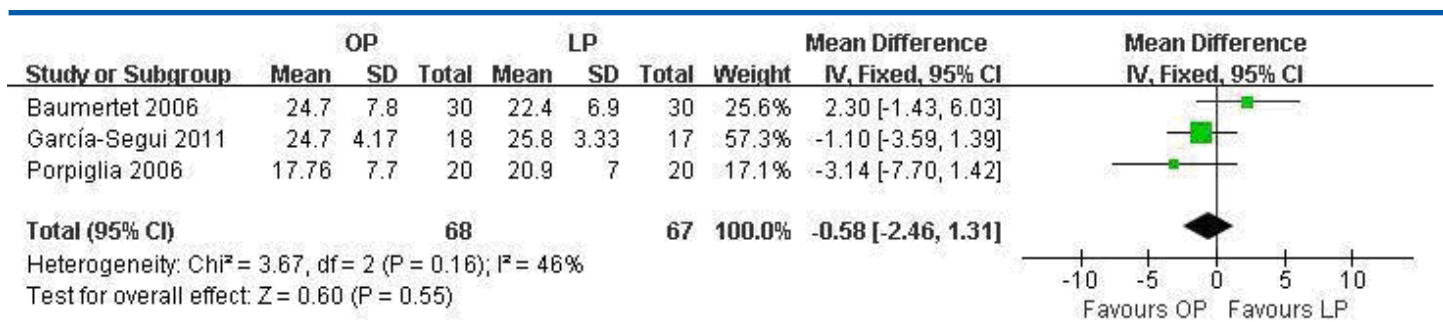 OP LP Mean Difference Mean Difference
Study or Subgroup Mean SD Total Mean SD Total Weight IV, Fixed, 95% CI IV, Fixed, 95% CI
Baumertet 2006 24.7 7.8 30 22.4 6.9 30 25.6% 2.30 [-1.43, 6.03]
García-Segui 2011 24.7 4.17 18 25.8 3.33 17 57.3% -1.10 [-3.59, 1.39]
Porpiglia 2006 17.76 7.7 20 20.9 7 20 17.1% -3.14 [-7.70, 1.42]
Total (95% CI) 68 67 100.0% -0.58 [-2.46, 1.31]
Heterogeneity: Chi² = 3.67, df = 2 (P = 0.16); I² = 46%
Test for overall effect: Z = 0.60 (P = 0.55)
-10 -5 0 5 10
Favours OP Favours LP